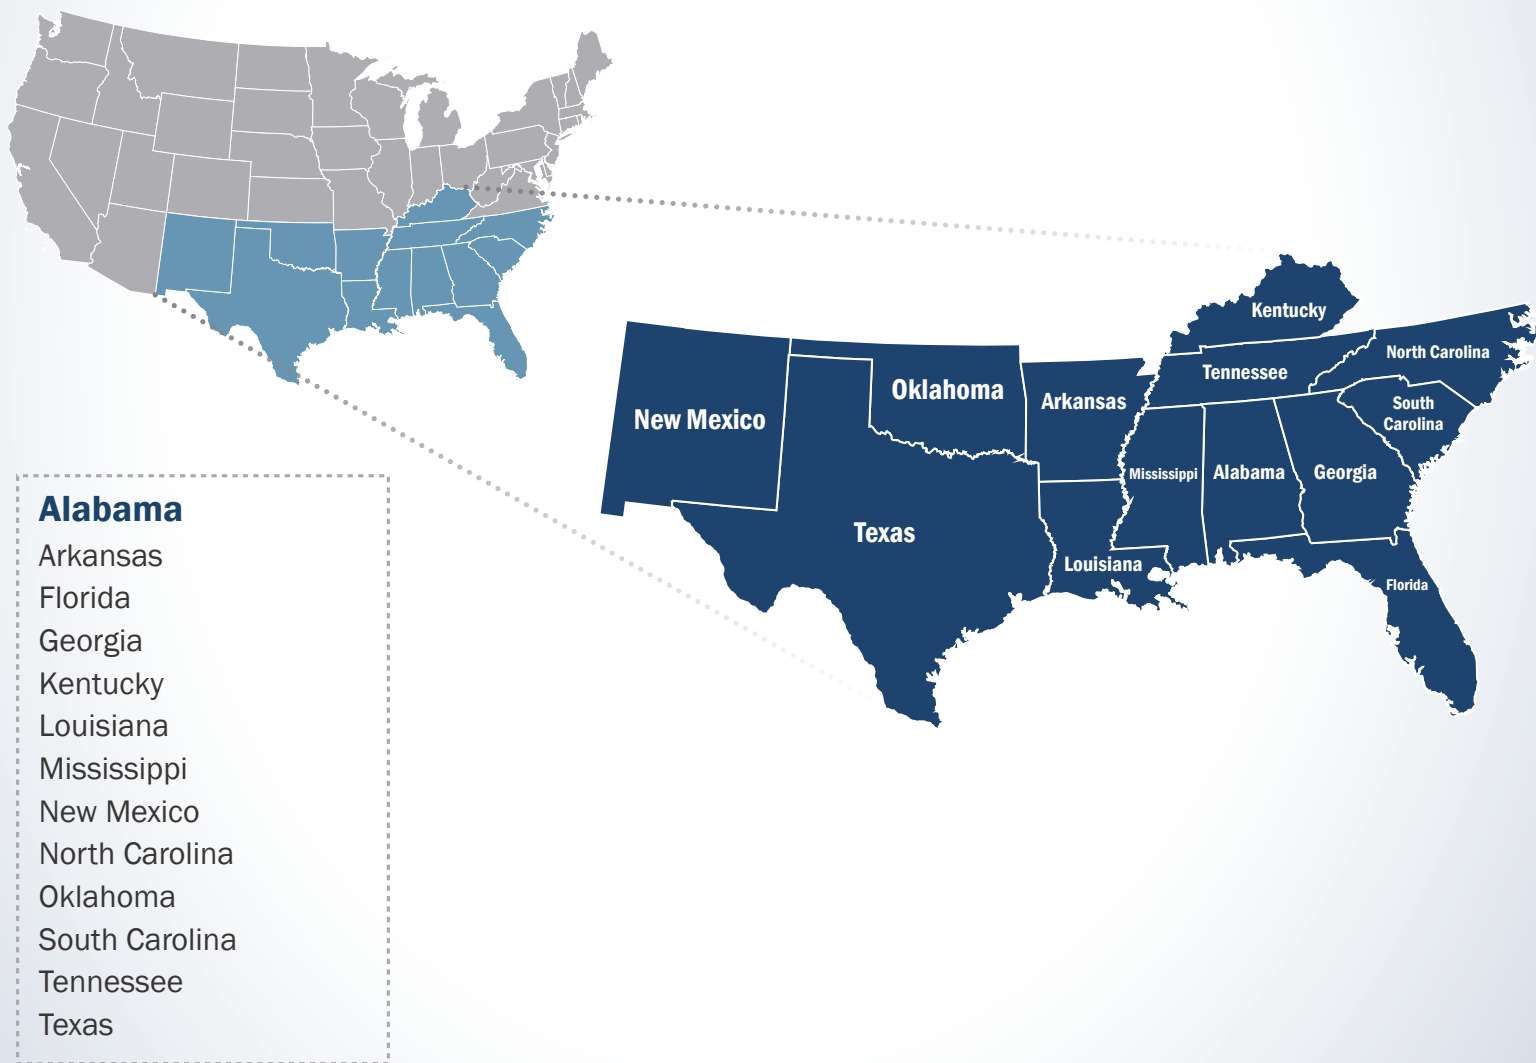 Kentucky
North Carolina
Tennessee
Oklahoma
Arkansas
New Mexico
South
Carolina
Mississippi
Alabama
Georgia
Texas
Louisiana
Florida
Alabama
Arkansas
Florida
Georgia
Kentucky
Louisiana
Mississippi
New Mexico
North Carolina
Oklahoma
South Carolina
Tennessee
Texas